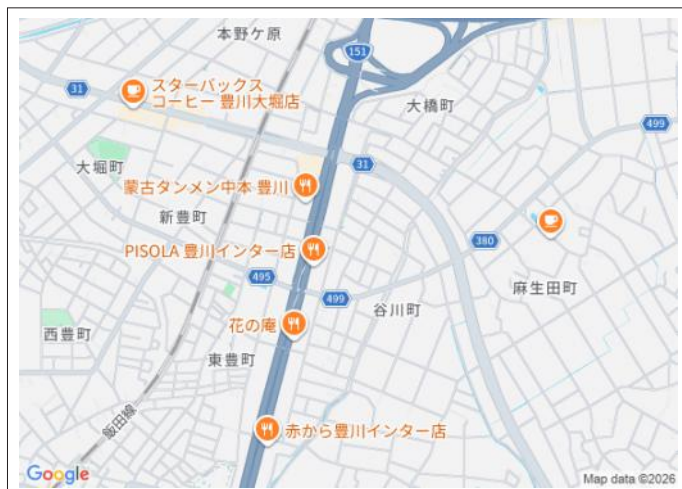 本野ケ原
151
31
スターバックス
コーヒー 豊川大堀店
大橋町
499
大堀町
31
蒙古タンメン中本 豊川
新豊町
PISOLA 豊川インター店
380
495
麻生田町
499
谷川町
花の庵
西豊町
東豊町
飯田線
赤から豊川インター店
Google
Map data ©2026